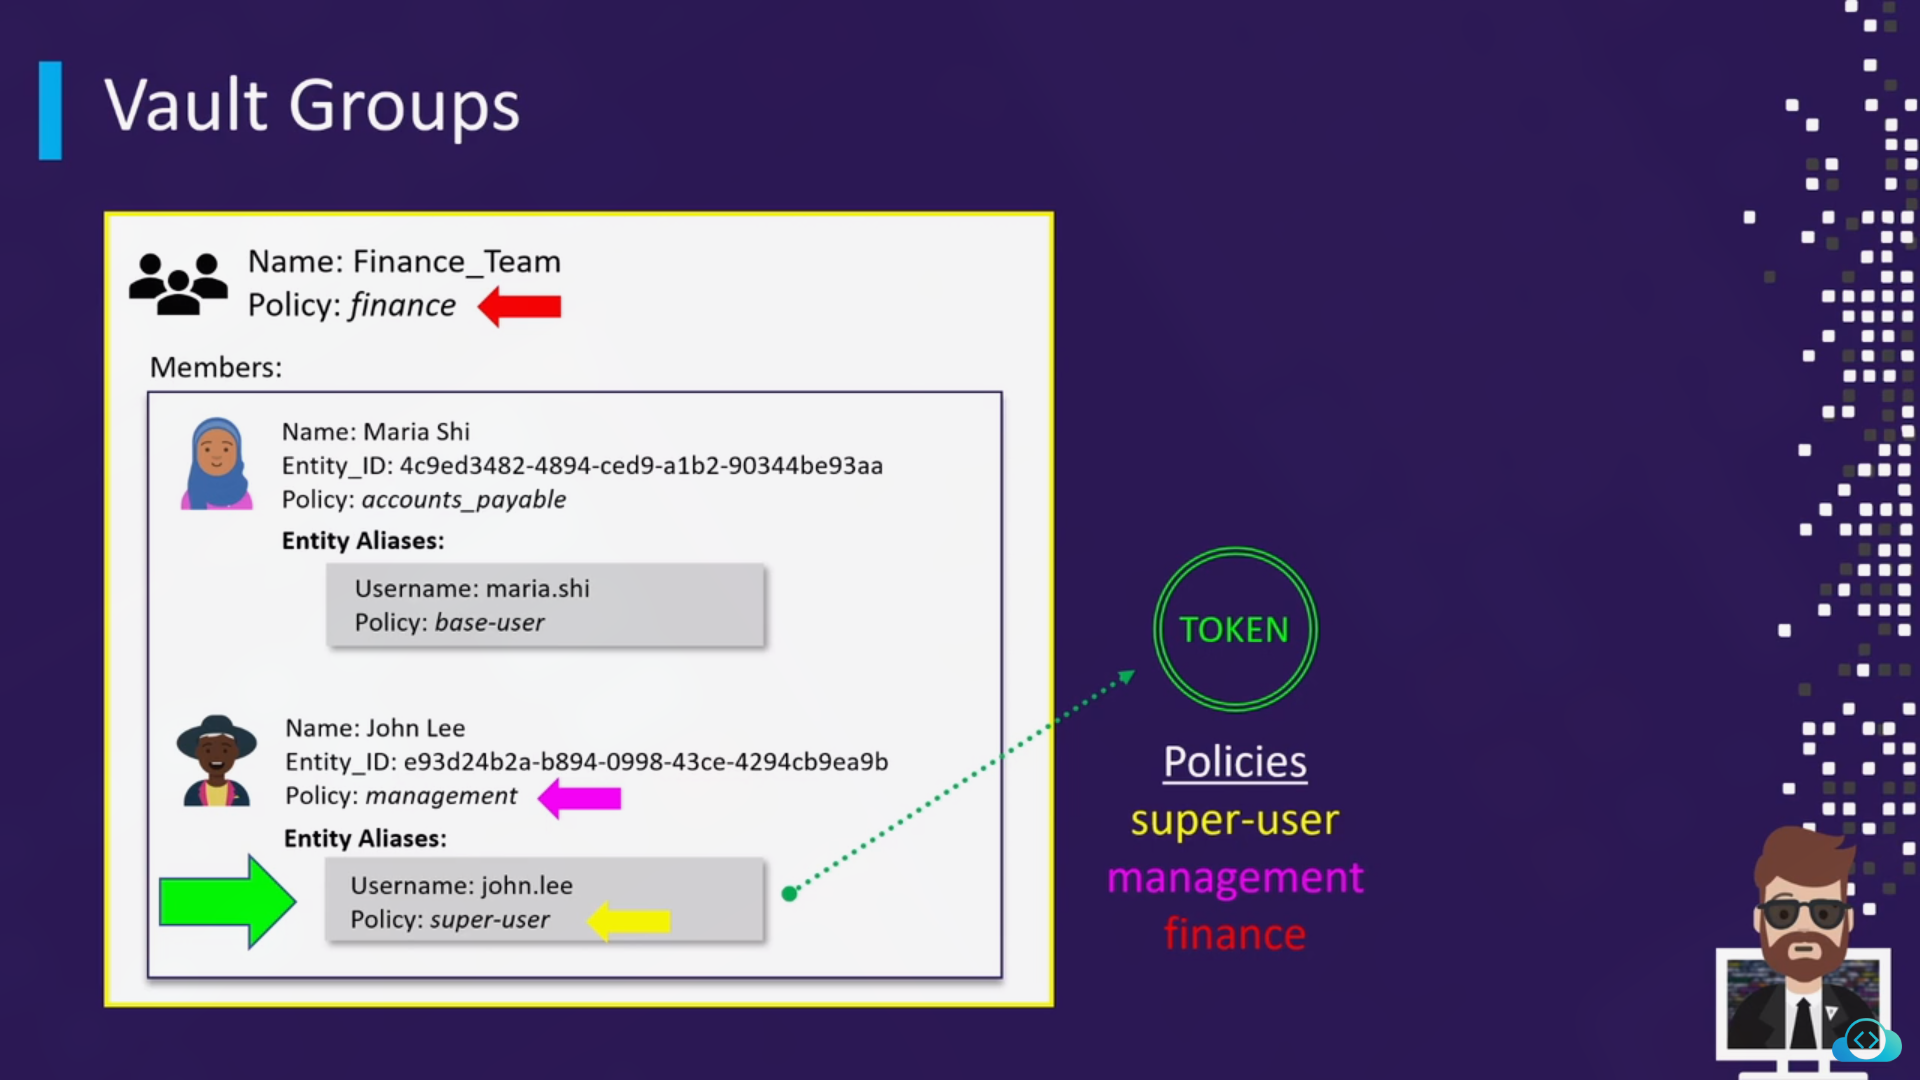 Vault Groups
Name: Finance_Team
Policy: finance
Members:
Name: Maria Shi
Entity_ID: 4c9ed3482-4894-ced9-a1b2-90344be93aa
Policy: accounts_payable
Entity Aliases:
Username: maria.shi
Policy: base-user
Name: John Lee
Entity_ID: e93d24b2a-b894-0998-43ce-4294cb9ea9b
Policy: management
Entity Aliases:
Username: john.lee
Policy: super-user
TOKEN
Policies
super-user
management
finance